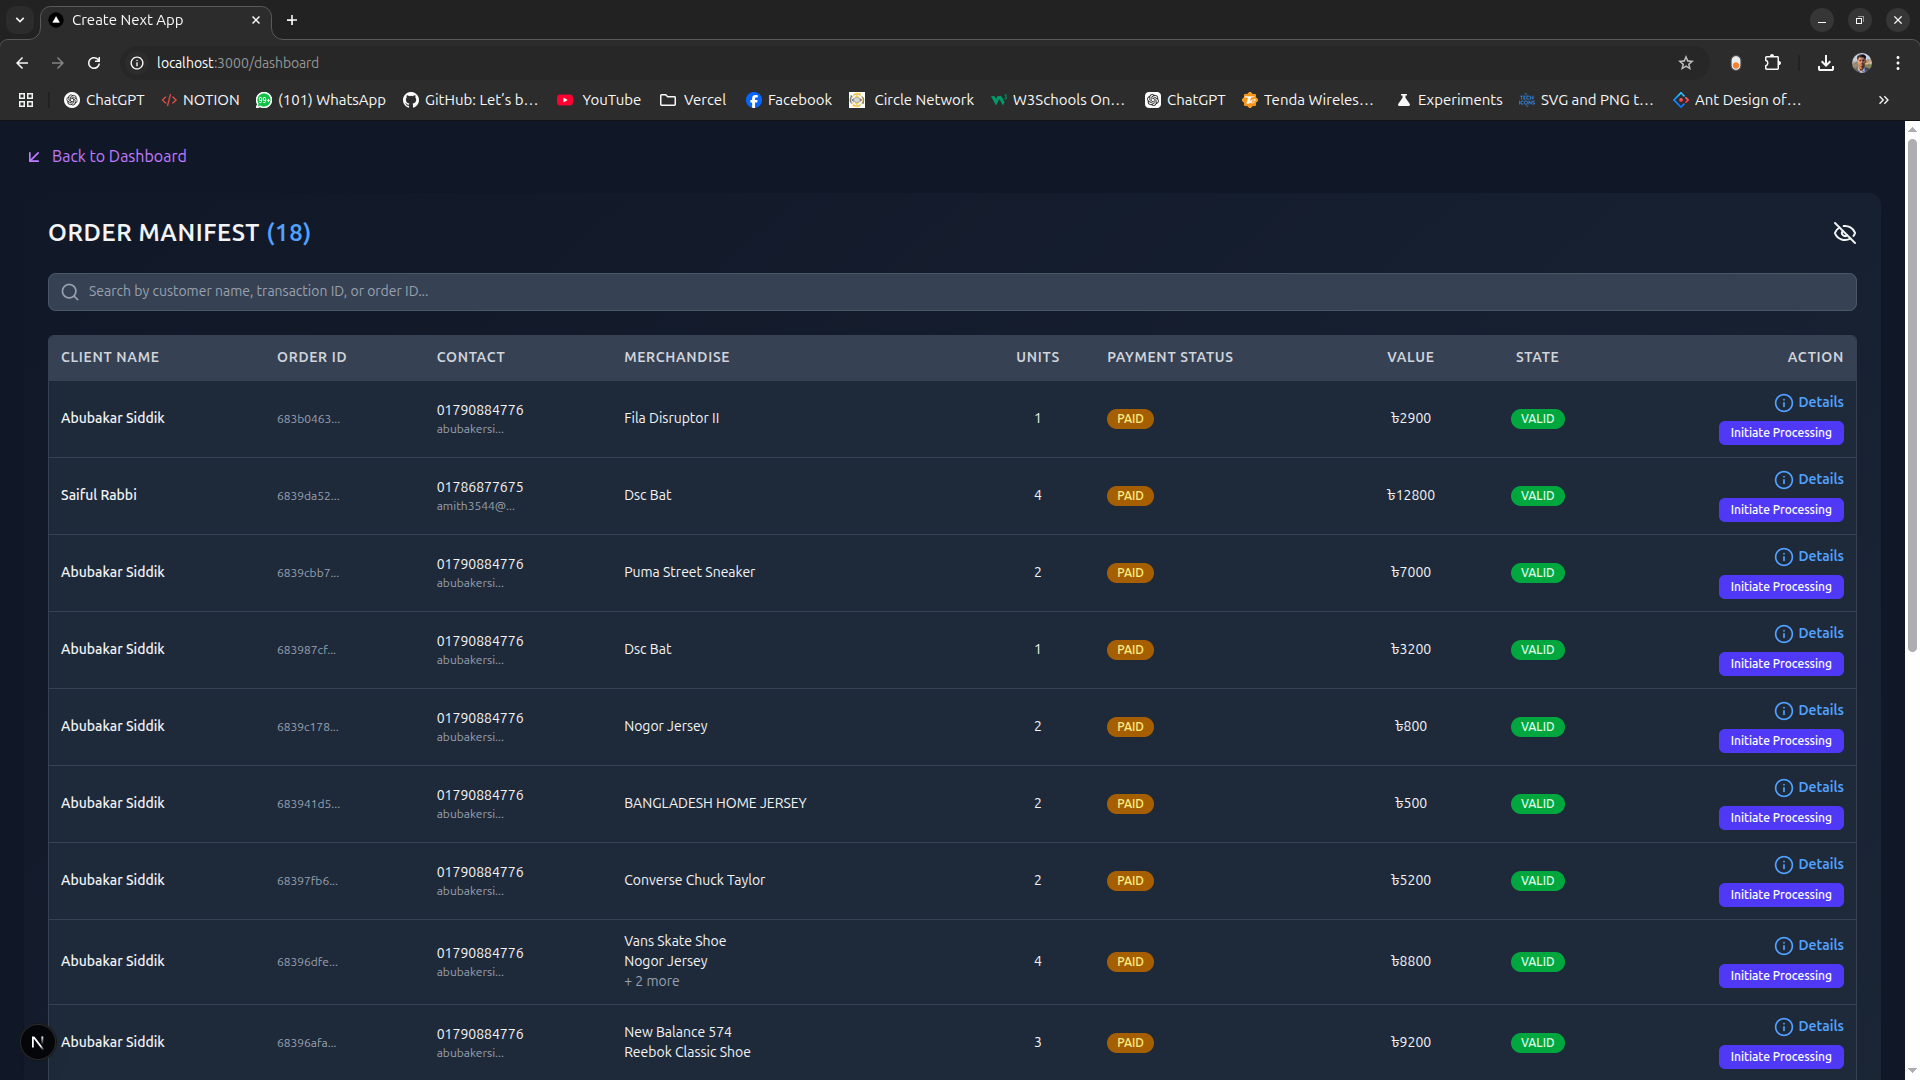 Create Next App
localhost:3000/dashboard
ChatGPT NOTION (101) WhatsApp GitHub: Let's b... YouTube Vercel Facebook Circle Network W3Schools On... ChatGPT Tenda Wireles... Experiments SVG and PNG t... Ant Design of...
Back to Dashboard
ORDER MANIFEST (18)
Search by customer name, transaction ID, or order ID...
CLIENT NAME ORDER ID CONTACT MERCHANDISE UNITS PAYMENT STATUS VALUE STATE ACTION
Abubakar Siddik 683b0463... 01790884776 Fila Disruptor II 1 PAID ৳2900 VALID Details
abubakersi... Initiate Processing
Saiful Rabbi 6839da52... 01786877675 Dsc Bat 4 PAID ৳12800 VALID Details
amith3544@... Initiate Processing
Abubakar Siddik 6839cbb7... 01790884776 Puma Street Sneaker 2 PAID ৳7000 VALID Details
abubakersi... Initiate Processing
Abubakar Siddik 683987cf... 01790884776 Dsc Bat 1 PAID ৳3200 VALID Details
abubakersi... Initiate Processing
Abubakar Siddik 6839c178... 01790884776 Nogor Jersey 2 PAID ৳800 VALID Details
abubakersi... Initiate Processing
Abubakar Siddik 683941d5... 01790884776 BANGLADESH HOME JERSEY 2 PAID ৳500 VALID Details
abubakersi... Initiate Processing
Abubakar Siddik 68397fb6... 01790884776 Converse Chuck Taylor 2 PAID ৳5200 VALID Details
abubakersi... Initiate Processing
Abubakar Siddik 68396dfe... 01790884776 Vans Skate Shoe 4 PAID ৳8800 VALID Details
abubakersi... Nogor Jersey Initiate Processing
+ 2 more
Abubakar Siddik 68396afa... 01790884776 New Balance 574 3 PAID ৳9200 VALID Details
abubakersi... Reebok Classic Shoe Initiate Processing
N